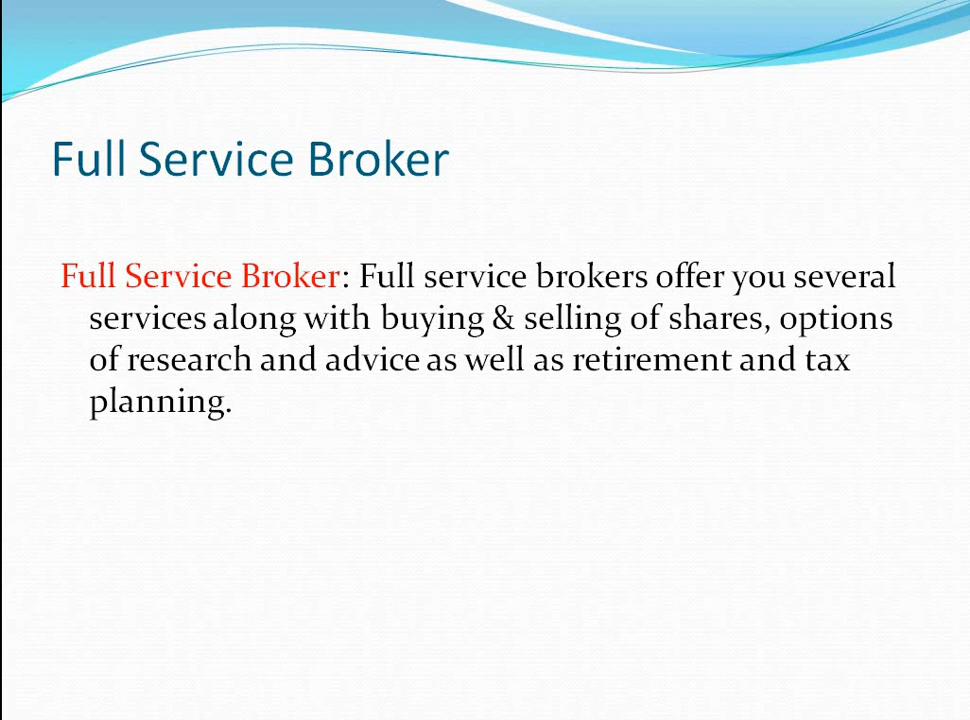 Full Service Broker
Full Service Broker: Full service brokers offer you several
services along with buying & selling of shares, options
of research and advice as well as retirement and tax
planning.